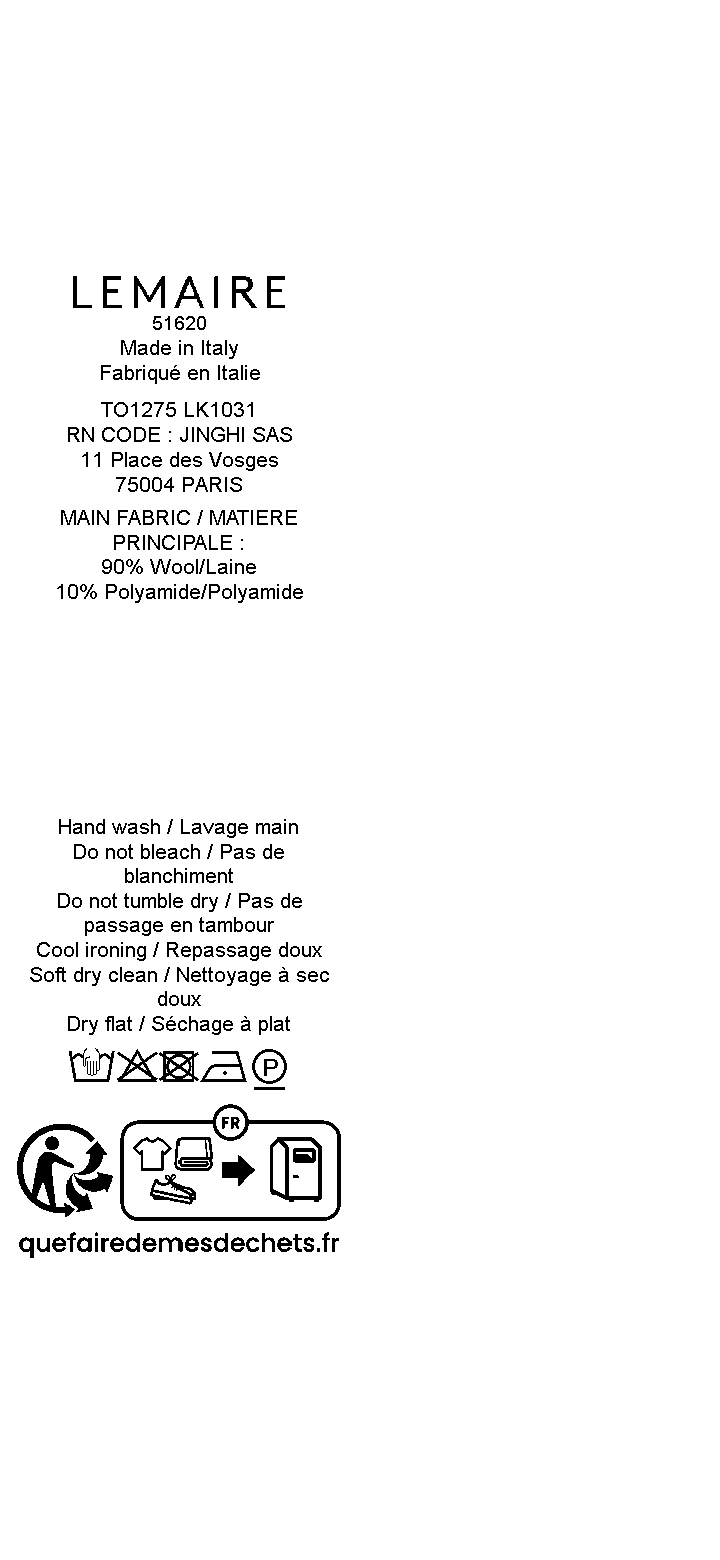 LEMAIRE
51620
Made in Italy
Fabriqué en Italie
TO1275 LK1031
RN CODE : JINGHI SAS
11 Place des Vosges
75004 PARIS
MAIN FABRIC / MATIERE
PRINCIPALE :
90% Wool/Laine
10% Polyamide/Polyamide
Hand wash / Lavage main
Do not bleach / Pas de
blanchiment
Do not tumble dry / Pas de
passage en tambour
Cool ironing / Repassage doux
Soft dry clean / Nettoyage à sec
doux
Dry flat / Séchage à plat
P
FR
quefairedemesdechets.fr